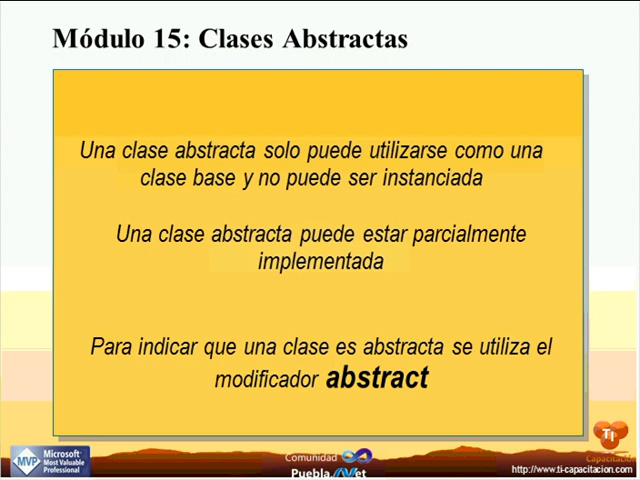 Módulo 15: Clases Abstractas
Una clase abstracta solo puede utilizarse como una
clase base y no puede ser instanciada
Una clase abstracta puede estar parcialmente
implementada
Para indicar que una clase es abstracta se utiliza el
modificador abstract
TI
Capacitación
MVP
Microsoft
Most Valuable
Professional
Comunidad
Puebla.Net
http://www.ti-capacitacion.com